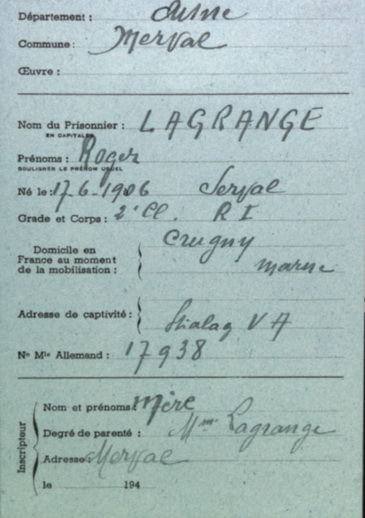 Département : Aisne
Commune : Merval
Œuvre :
Nom du Prisonnier : LAGRANGE
EN CAPITALES
Prénoms : Roger
SOULIGNER LE PRÉNOM USUEL
Né le : 17-6-1906 Serval
Grade et Corps : 2e Cl. R I
Domicile en France au moment de la mobilisation : Crugny
marne
Adresse de captivité : Stalag V A
N° Mle Allemand : 17938
Inscripteur
Nom et prénoms : Mère
Degré de parenté : Mme Lagrange
Adresse : Merval
le 194